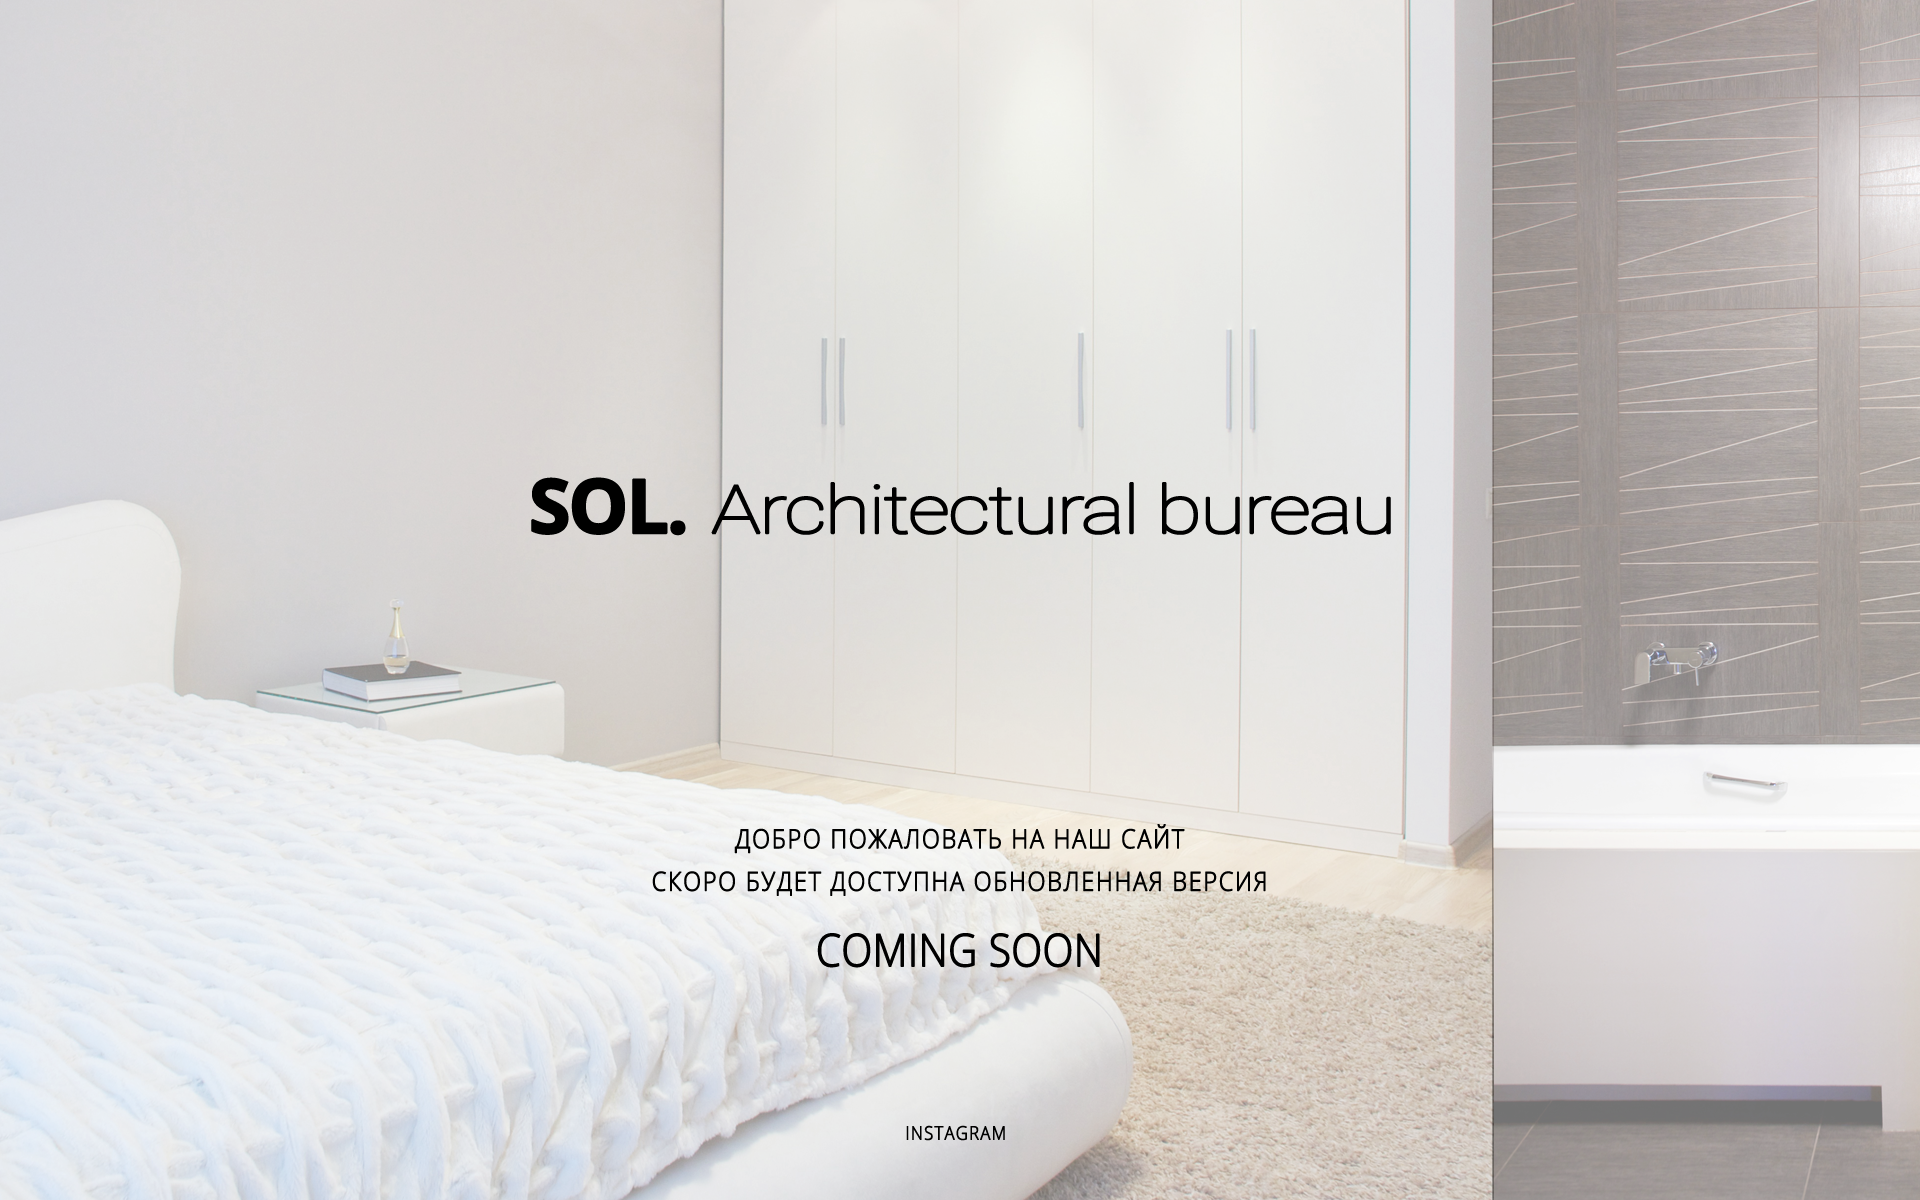 SOL. Architectural bureau
ДОБРО ПОЖАЛОВАТЬ НА НАШ САЙТ
СКОРО БУДЕТ ДОСТУПНА ОБНОВЛЕННАЯ ВЕРСИЯ
COMING SOON
INSTAGRAM